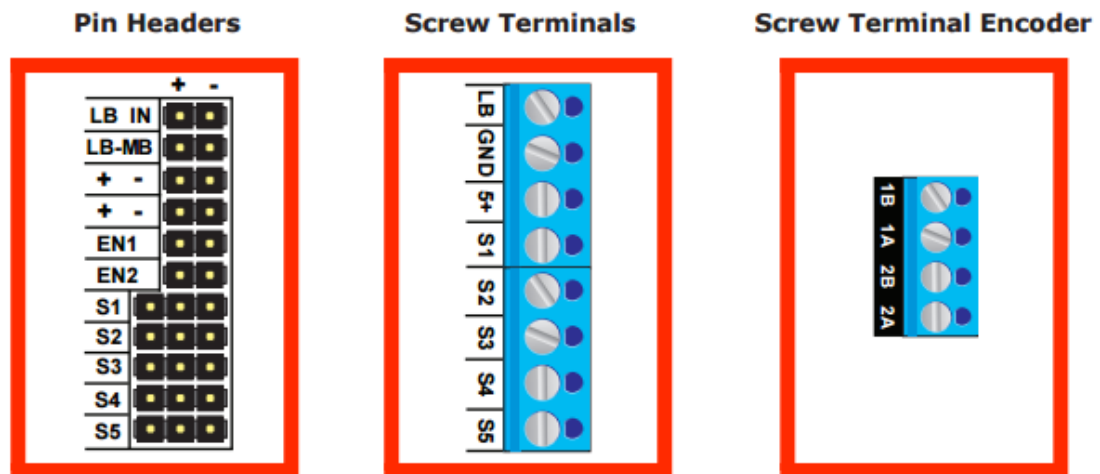 Pin Headers
+ -
LB IN
LB-MB
+ -
+ -
EN1
EN2
S1
S2
S3
S4
S5
Screw Terminals
LB
GND
5+
S1
S2
S3
S4
S5
Screw Terminal Encoder
1B
1A
2B
2A